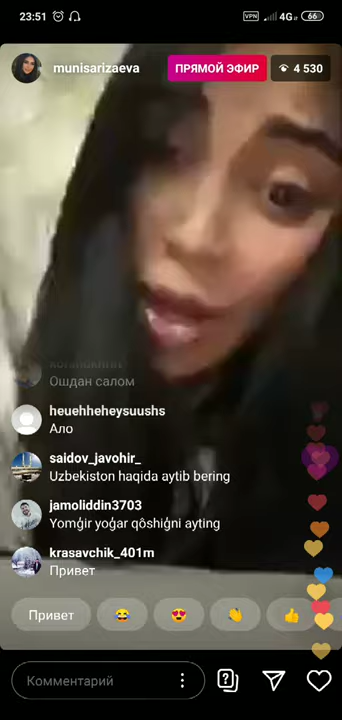 23:51
VPN 4G 66
munisarizaeva
ПРЯМОЙ ЭФИР
4 530
Ошдан салом
heuehheheysuushs
Ало
saidov_javohir_
Uzbekiston haqida aytib bering
jamoliddin3703
Yomģir yoģar qôshiģni ayting
krasavchik_401m
Привет
Привет
Комментарий